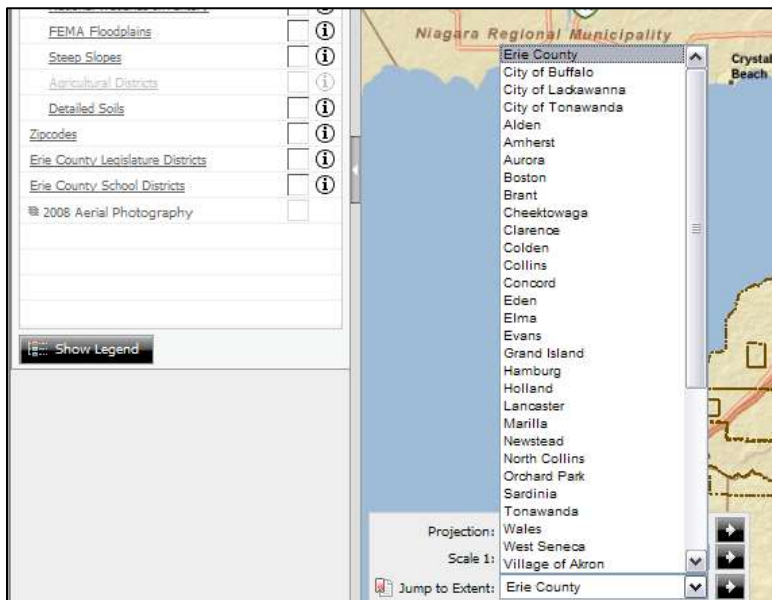 FEMA Floodplains
Steep Slopes
Agricultural Districts
Detailed Soils
Zipcodes
Erie County Legislature Districts
Erie County School Districts
2008 Aerial Photography
Show Legend
Niagara Regional Municipality
Crystal
Beach
Erie County
City of Buffalo
City of Lackawanna
City of Tonawanda
Alden
Amherst
Aurora
Boston
Brant
Cheektowaga
Clarence
Colden
Collins
Concord
Eden
Elma
Evans
Grand Island
Hamburg
Holland
Lancaster
Marilla
Newstead
North Collins
Orchard Park
Sardinia
Tonawanda
Wales
West Seneca
Village of Akron
Projection:
Scale 1:
Jump to Extent: Erie County